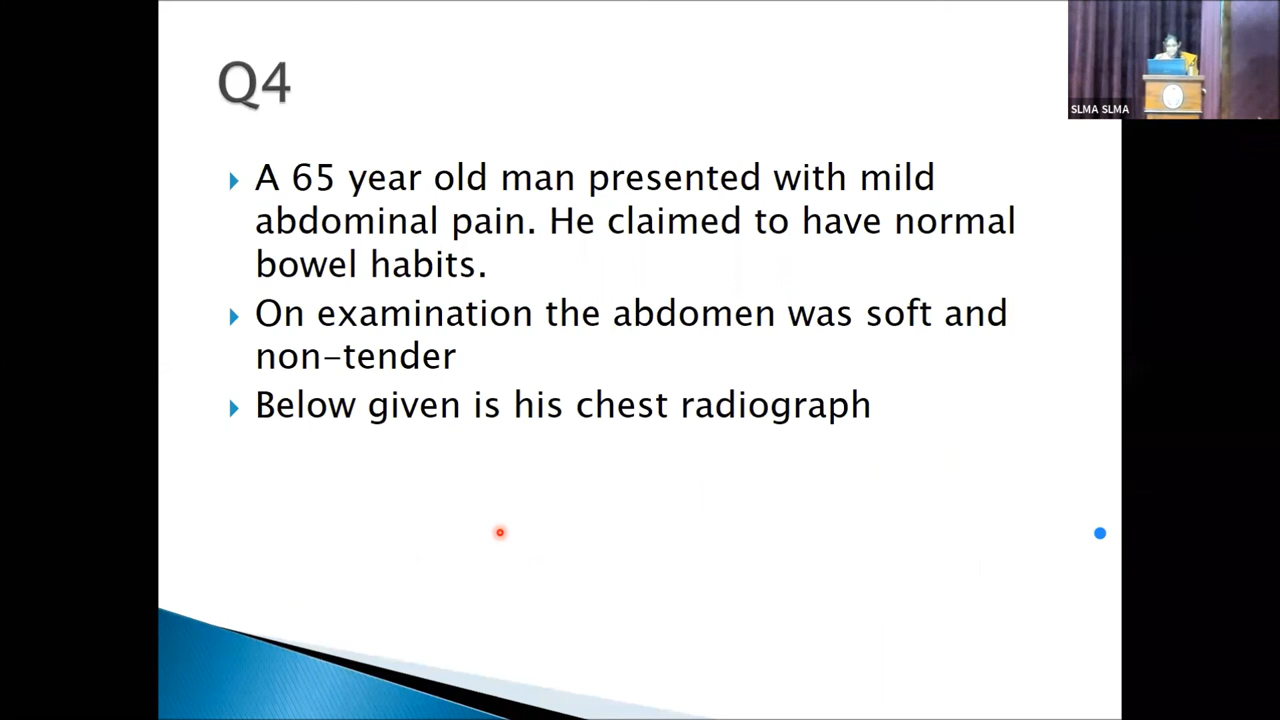 Q4
A 65 year old man presented with mild
abdominal pain. He claimed to have normal
bowel habits.
On examination the abdomen was soft and
non-tender
Below given is his chest radiograph
SLMA SLMA